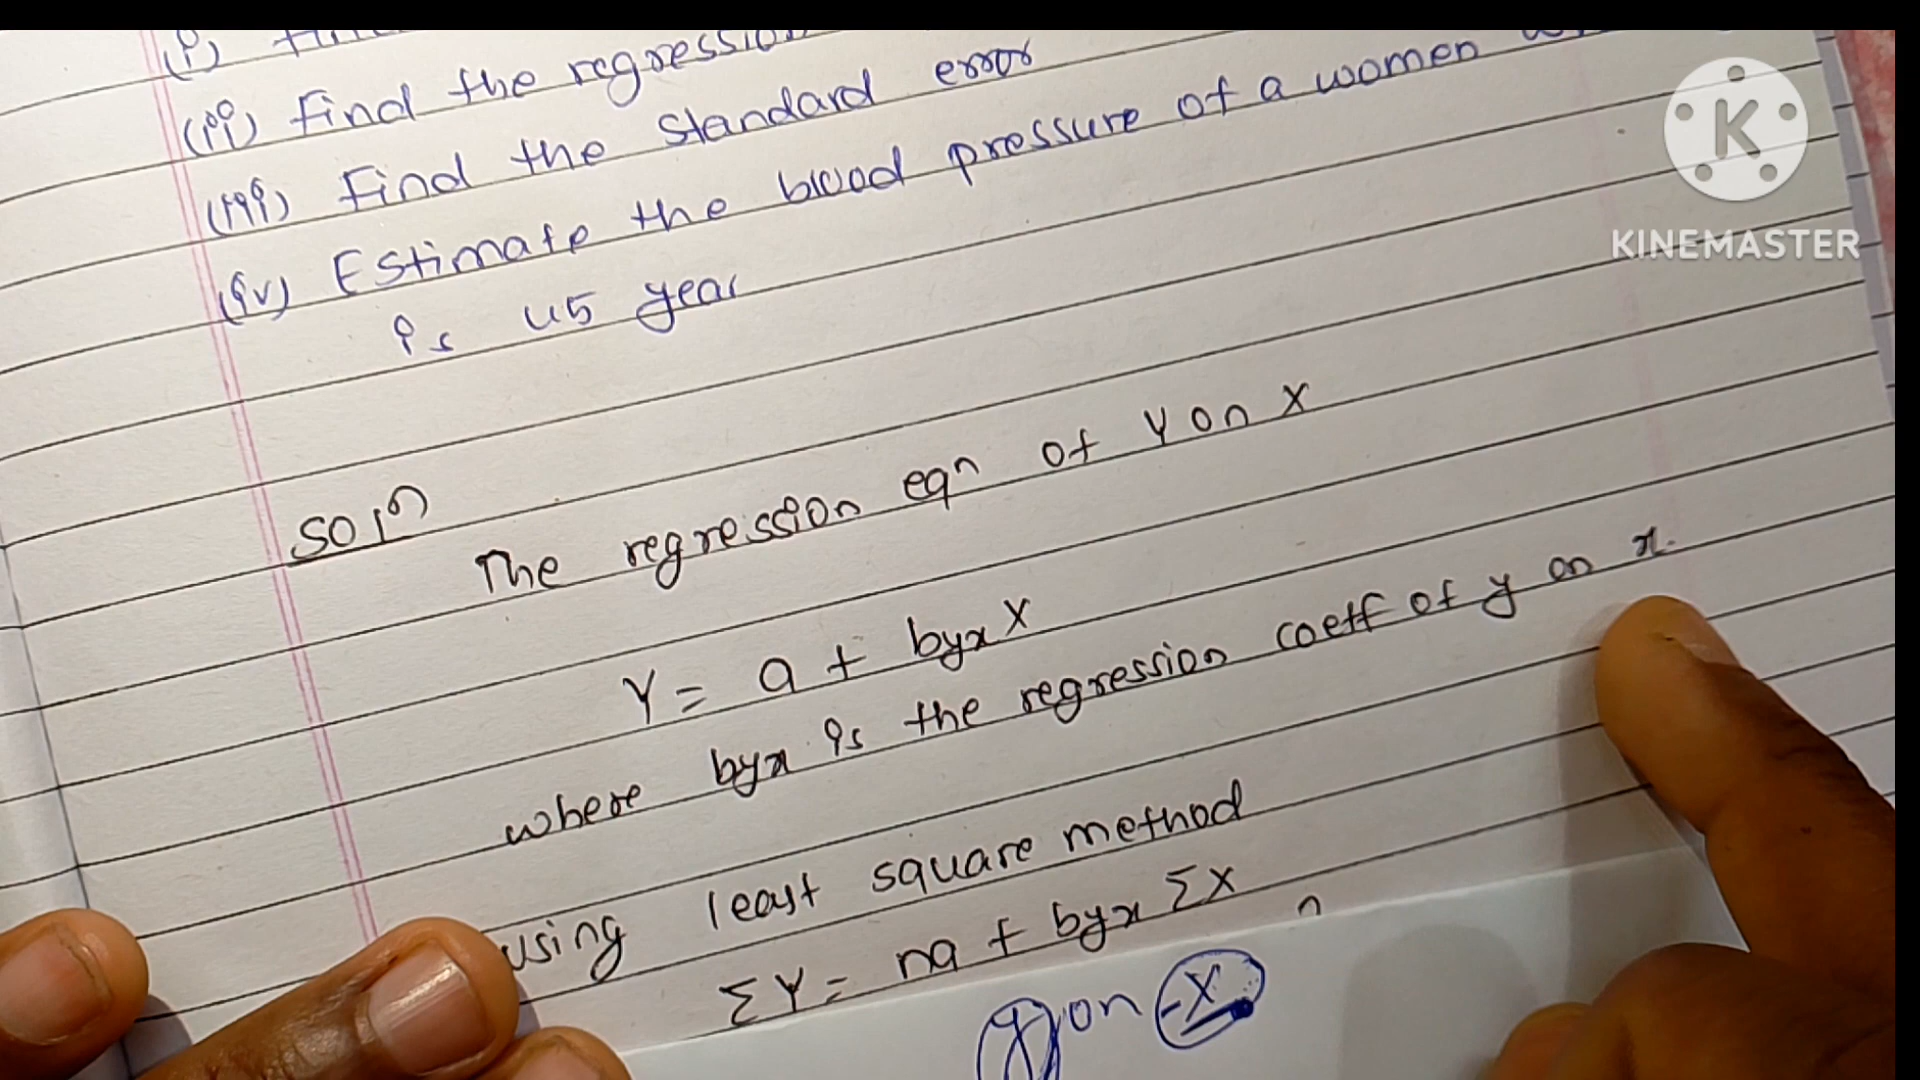 (ii) Find the regression
(iii) Find the standard error
(iv) Estimate the blood pressure of a women
is 45 year
Soln
The regression eqn of Y on X
Y = a + byx X
where byx is the regression coeff of y on x.
using least square method
ΣY = na + byx ΣX
y on x
K
KINEMASTER